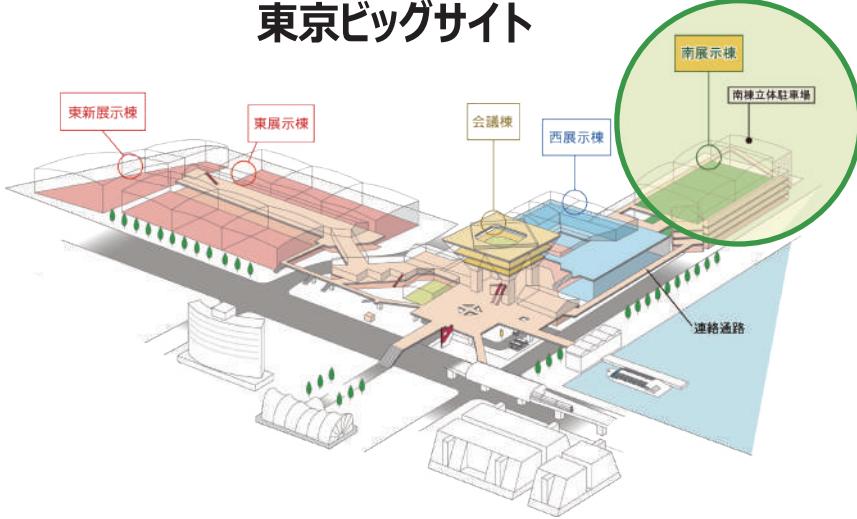 東京ビッグサイト
南展示棟
南棟立体駐車場
東新展示棟
東展示棟
会議棟
西展示棟
連絡通路